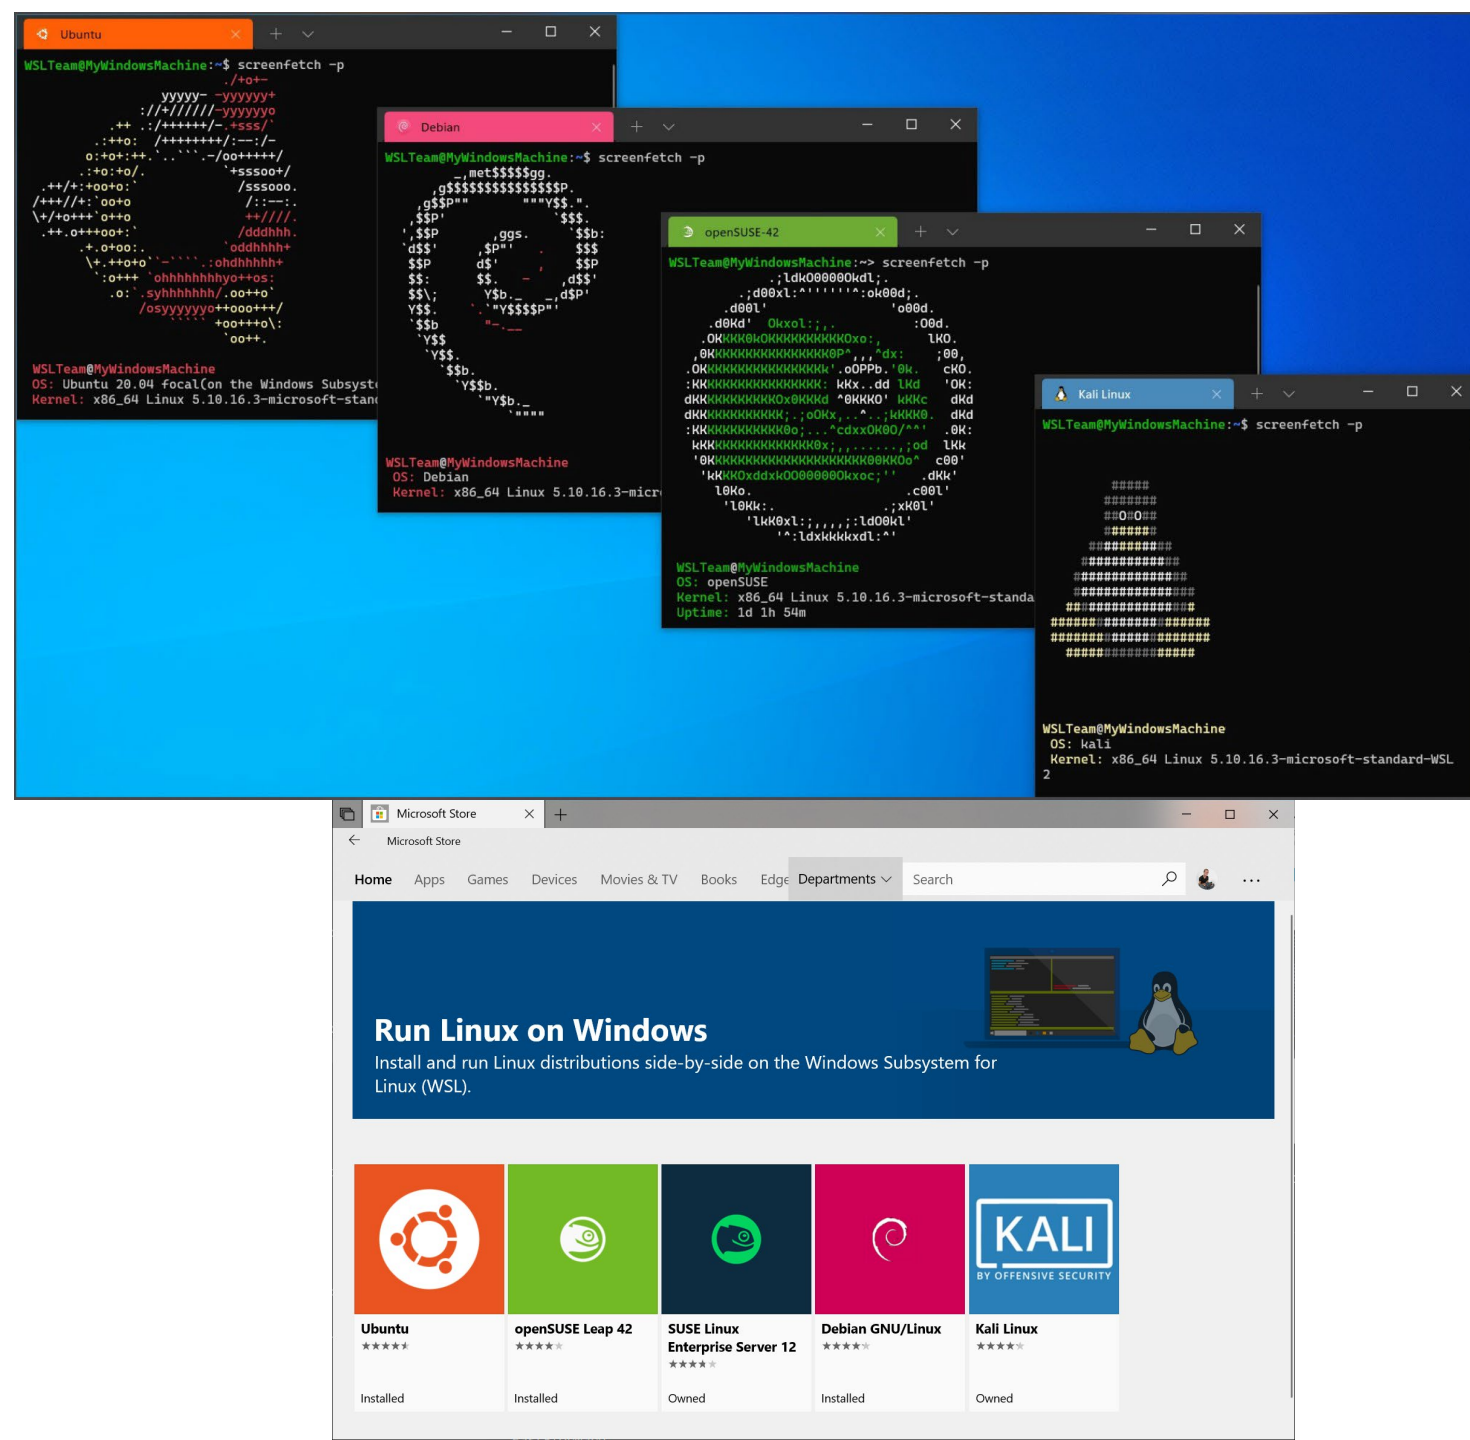 Ubuntu
WSLTeam@MyWindowsMachine:~$ screenfetch -p
WSLTeam@MyWindowsMachine
OS: Ubuntu 20.04 focal(on the Windows Subsyst
Kernel: x86_64 Linux 5.10.16.3-microsoft-stan
Debian
WSLTeam@MyWindowsMachine:~$ screenfetch -p
WSLTeam@MyWindowsMachine
OS: Debian
Kernel: x86_64 Linux 5.10.16.3-micr
openSUSE-42
WSLTeam@MyWindowsMachine:~> screenfetch -p
WSLTeam@MyWindowsMachine
OS: openSUSE
Kernel: x86_64 Linux 5.10.16.3-microsoft-standa
Uptime: 1d 1h 54m
Kali Linux
WSLTeam@MyWindowsMachine:~$ screenfetch -p
WSLTeam@MyWindowsMachine
OS: kali
Kernel: x86_64 Linux 5.10.16.3-microsoft-standard-WSL
2
Microsoft Store
Microsoft Store
Home Apps Games Devices Movies & TV Books Edge Departments Search
Run Linux on Windows
Install and run Linux distributions side-by-side on the Windows Subsystem for
Linux (WSL).
KALI
BY OFFENSIVE SECURITY
Ubuntu
Installed
openSUSE Leap 42
Installed
SUSE Linux
Enterprise Server 12
Owned
Debian GNU/Linux
Installed
Kali Linux
Owned